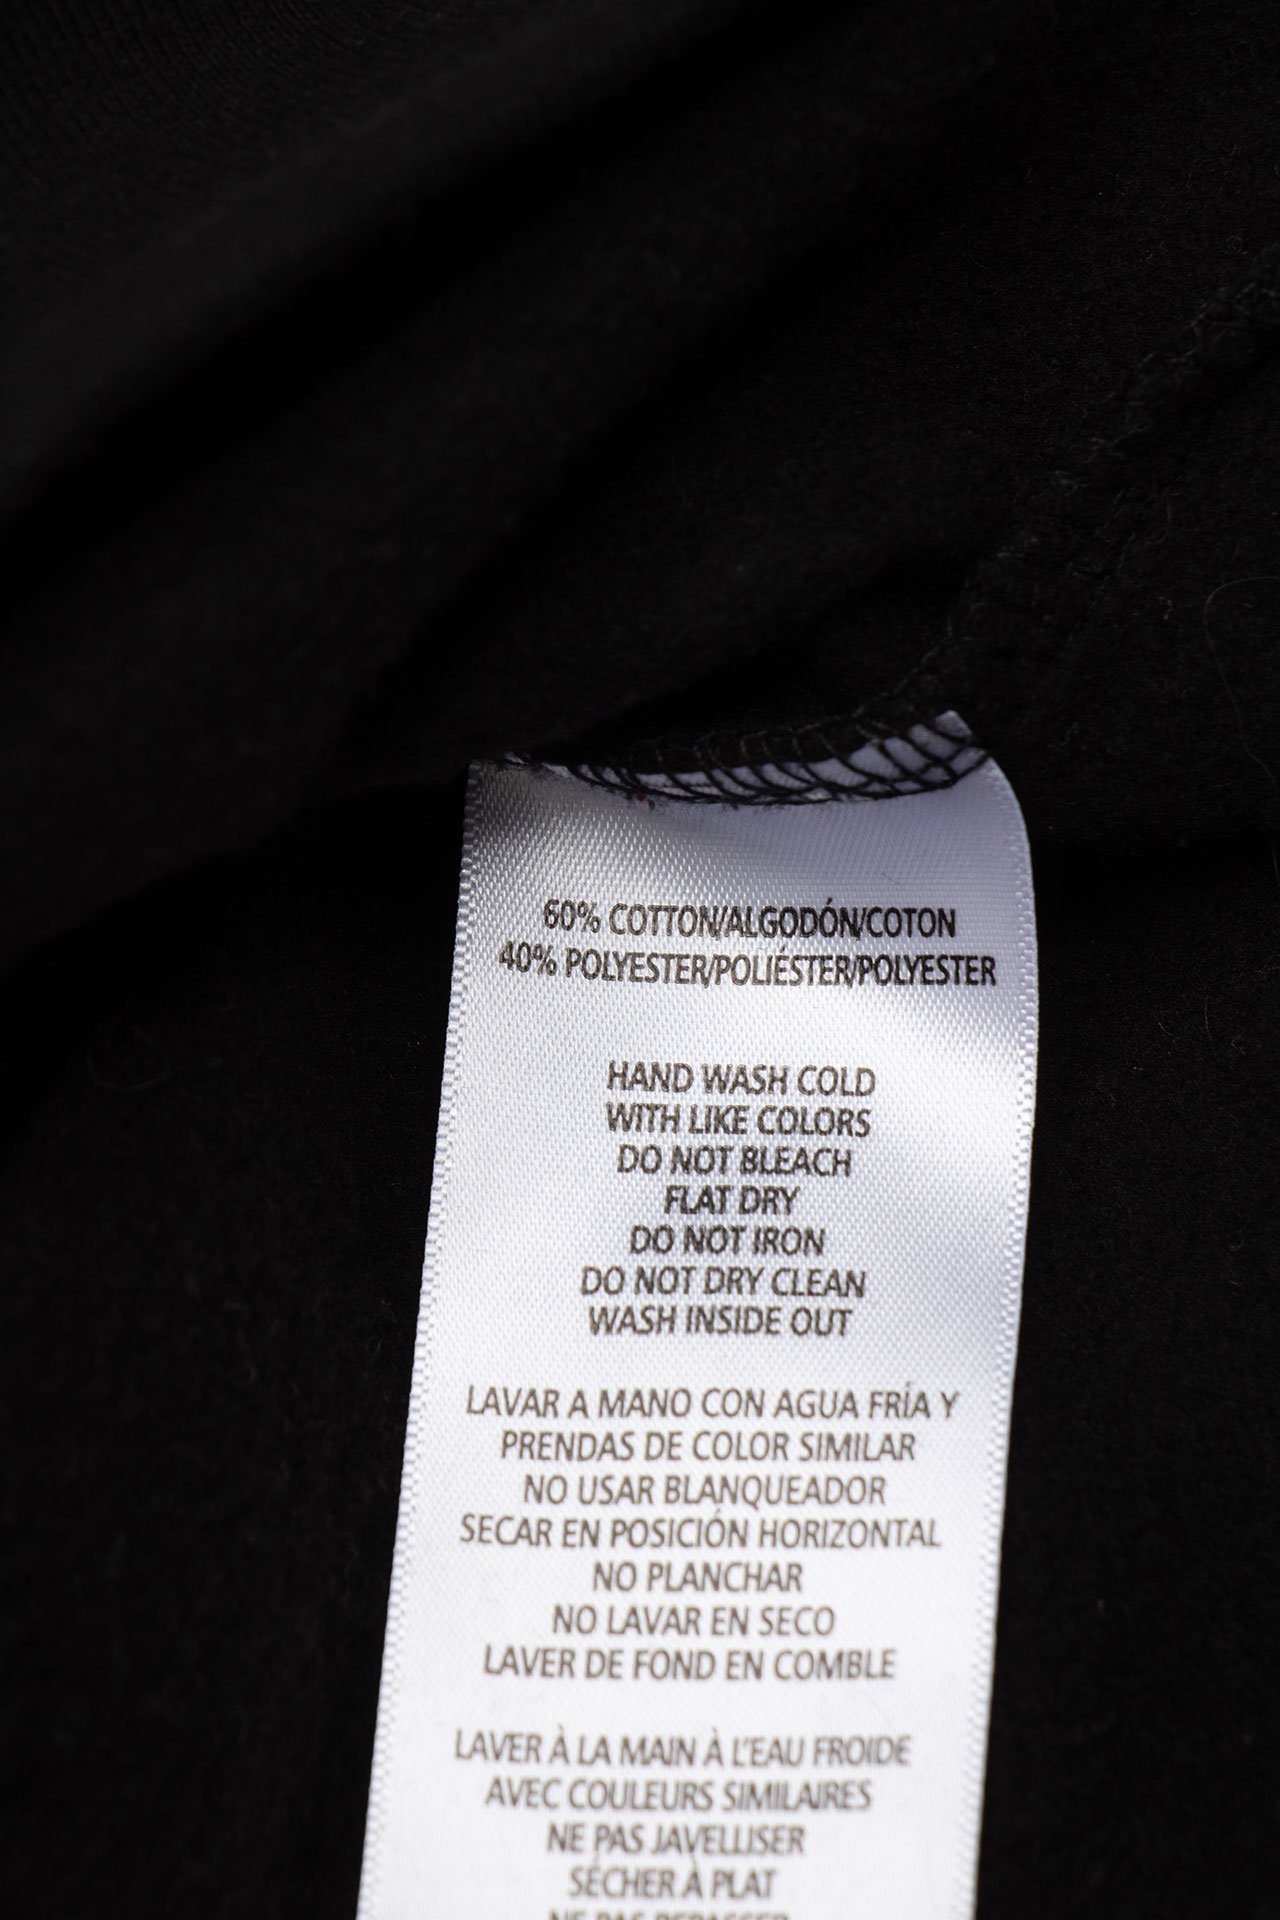 60% COTTON/ALGODÓN/COTON
40% POLYESTER/POLIÉSTER/POLYESTER
HAND WASH COLD
WITH LIKE COLORS
DO NOT BLEACH
FLAT DRY
DO NOT IRON
DO NOT DRY CLEAN
WASH INSIDE OUT
LAVAR A MANO CON AGUA FRÍA Y
PRENDAS DE COLOR SIMILAR
NO USAR BLANQUEADOR
SECAR EN POSICIÓN HORIZONTAL
NO PLANCHAR
NO LAVAR EN SECO
LAVER DE FOND EN COMBLE
LAVER À LA MAIN À L'EAU FROIDE
AVEC COULEURS SIMILAIRES
NE PAS JAVELLISER
SÉCHER À PLAT
NE PAS REPASSER